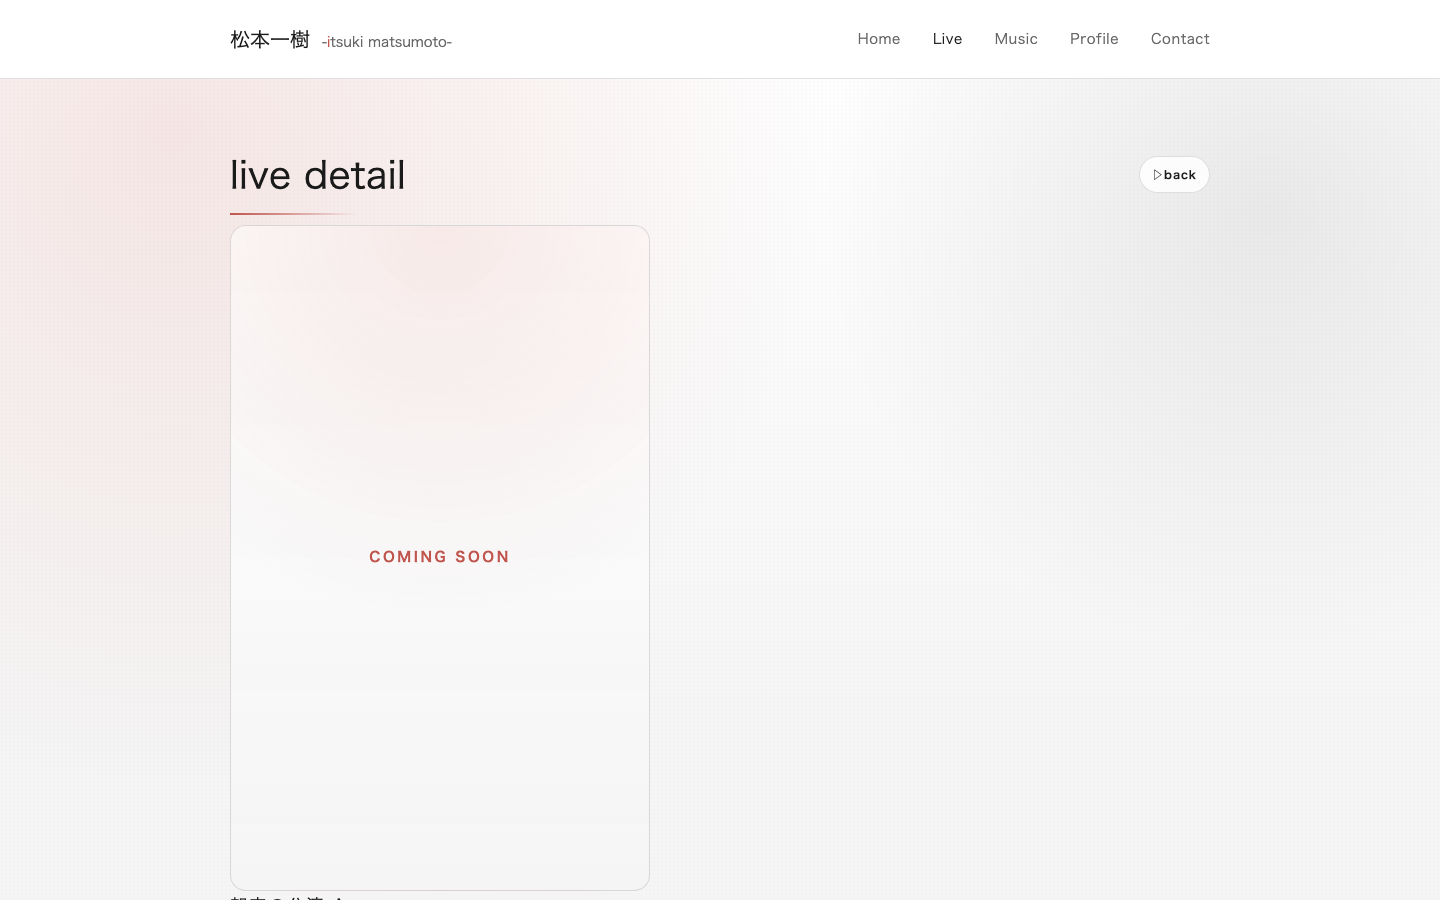 松本一樹 -itsuki matsumoto-
Home Live Music Profile Contact
live detail
▷back
COMING SOON